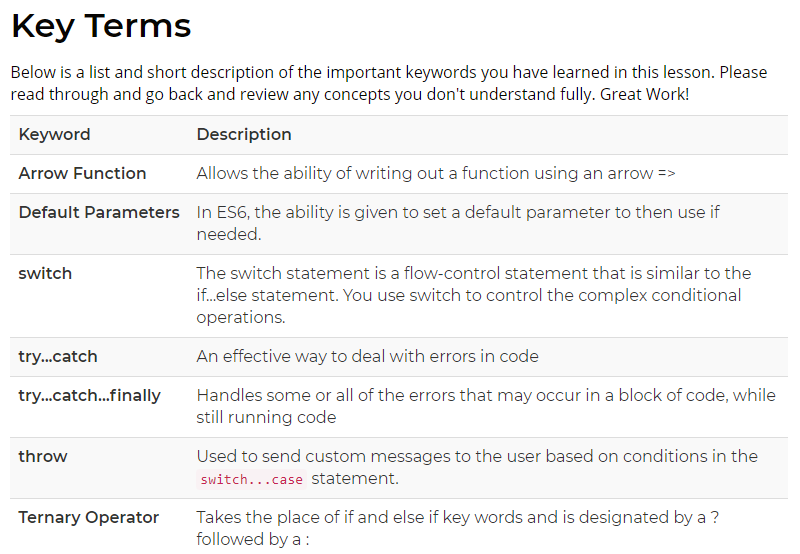 Key Terms
Below is a list and short description of the important keywords you have learned in this lesson. Please
read through and go back and review any concepts you don't understand fully. Great Work!
Keyword Description
Arrow Function Allows the ability of writing out a function using an arrow =>
Default Parameters In ES6, the ability is given to set a default parameter to then use if
needed.
switch The switch statement is a flow-control statement that is similar to the
if...else statement. You use switch to control the complex conditional
operations.
try...catch An effective way to deal with errors in code
try...catch...finally Handles some or all of the errors that may occur in a block of code, while
still running code
throw Used to send custom messages to the user based on conditions in the
switch...case statement.
Ternary Operator Takes the place of if and else if key words and is designated by a ?
followed by a :